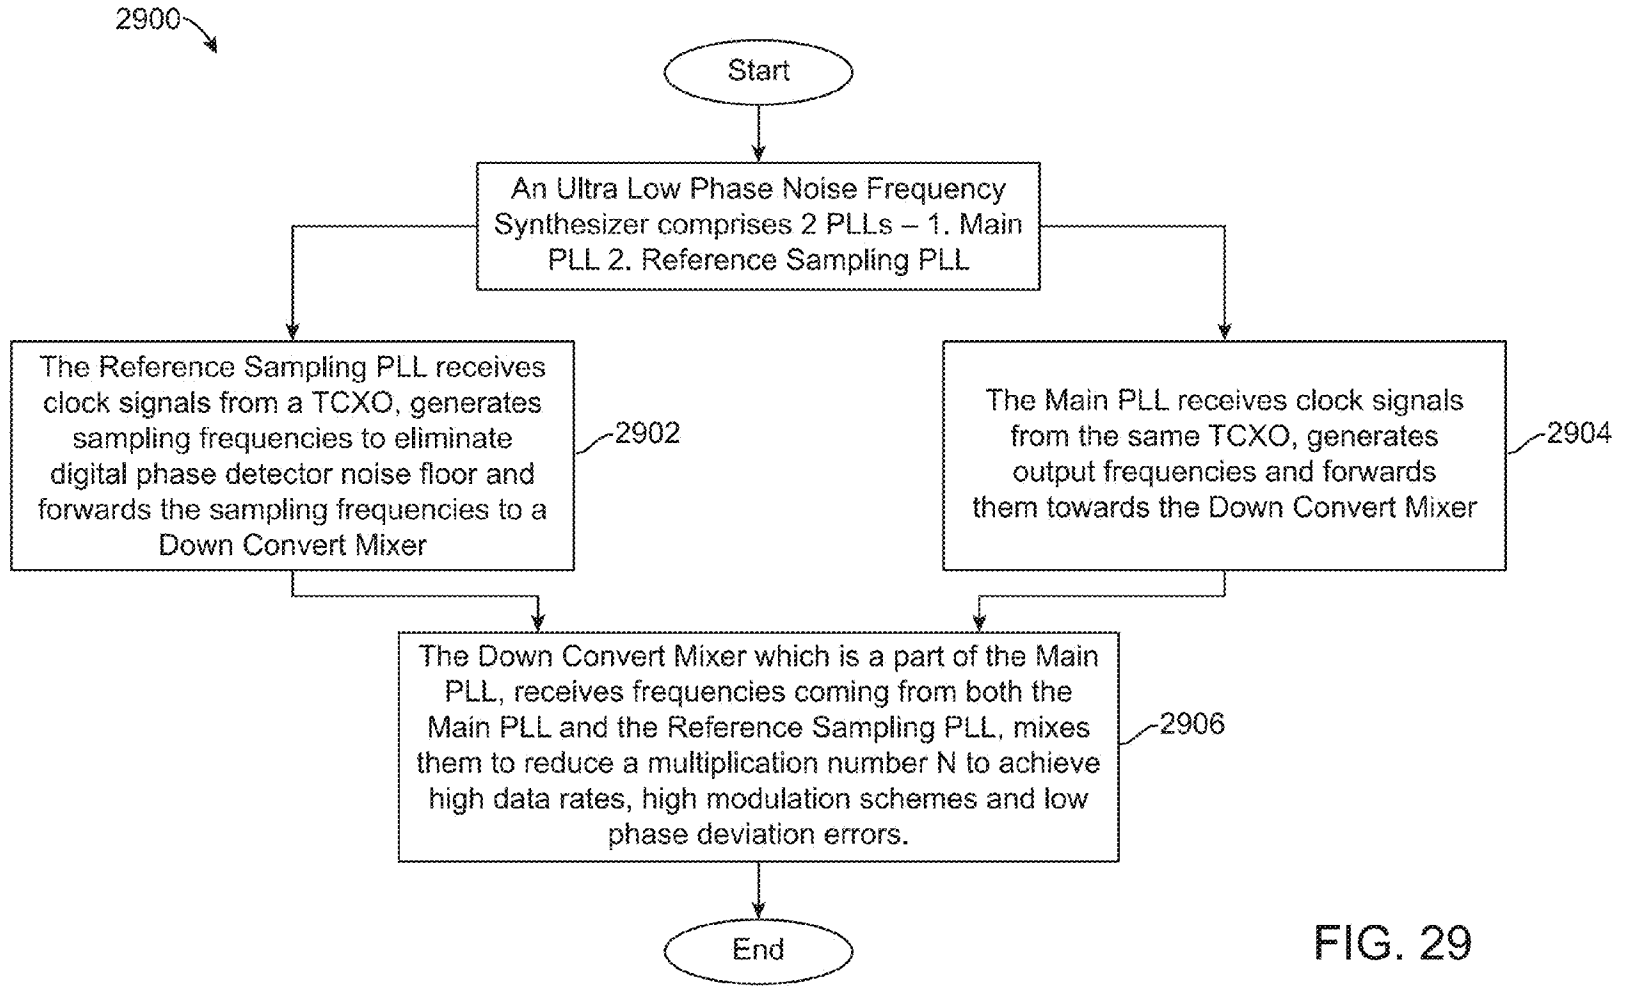 2900
Start
An Ultra Low Phase Noise Frequency
Synthesizer comprises 2 PLLs – 1. Main
PLL 2. Reference Sampling PLL
The Reference Sampling PLL receives
clock signals from a TCXO, generates
sampling frequencies to eliminate
digital phase detector noise floor and
forwards the sampling frequencies to a
Down Convert Mixer
2902
The Main PLL receives clock signals
from the same TCXO, generates
output frequencies and forwards
them towards the Down Convert Mixer
2904
The Down Convert Mixer which is a part of the Main
PLL, receives frequencies coming from both the
Main PLL and the Reference Sampling PLL, mixes
them to reduce a multiplication number N to achieve
high data rates, high modulation schemes and low
phase deviation errors.
2906
End
FIG. 29